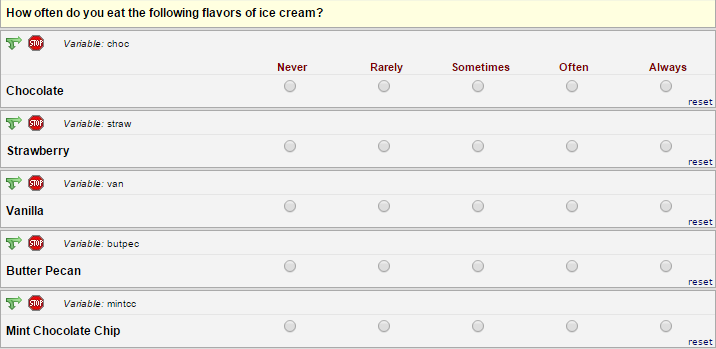 How often do you eat the following flavors of ice cream?
STOP Variable: choc
Never Rarely Sometimes Often Always
Chocolate
reset
STOP Variable: straw
Strawberry
reset
STOP Variable: van
Vanilla
reset
STOP Variable: butpec
Butter Pecan
reset
STOP Variable: mintcc
Mint Chocolate Chip
reset